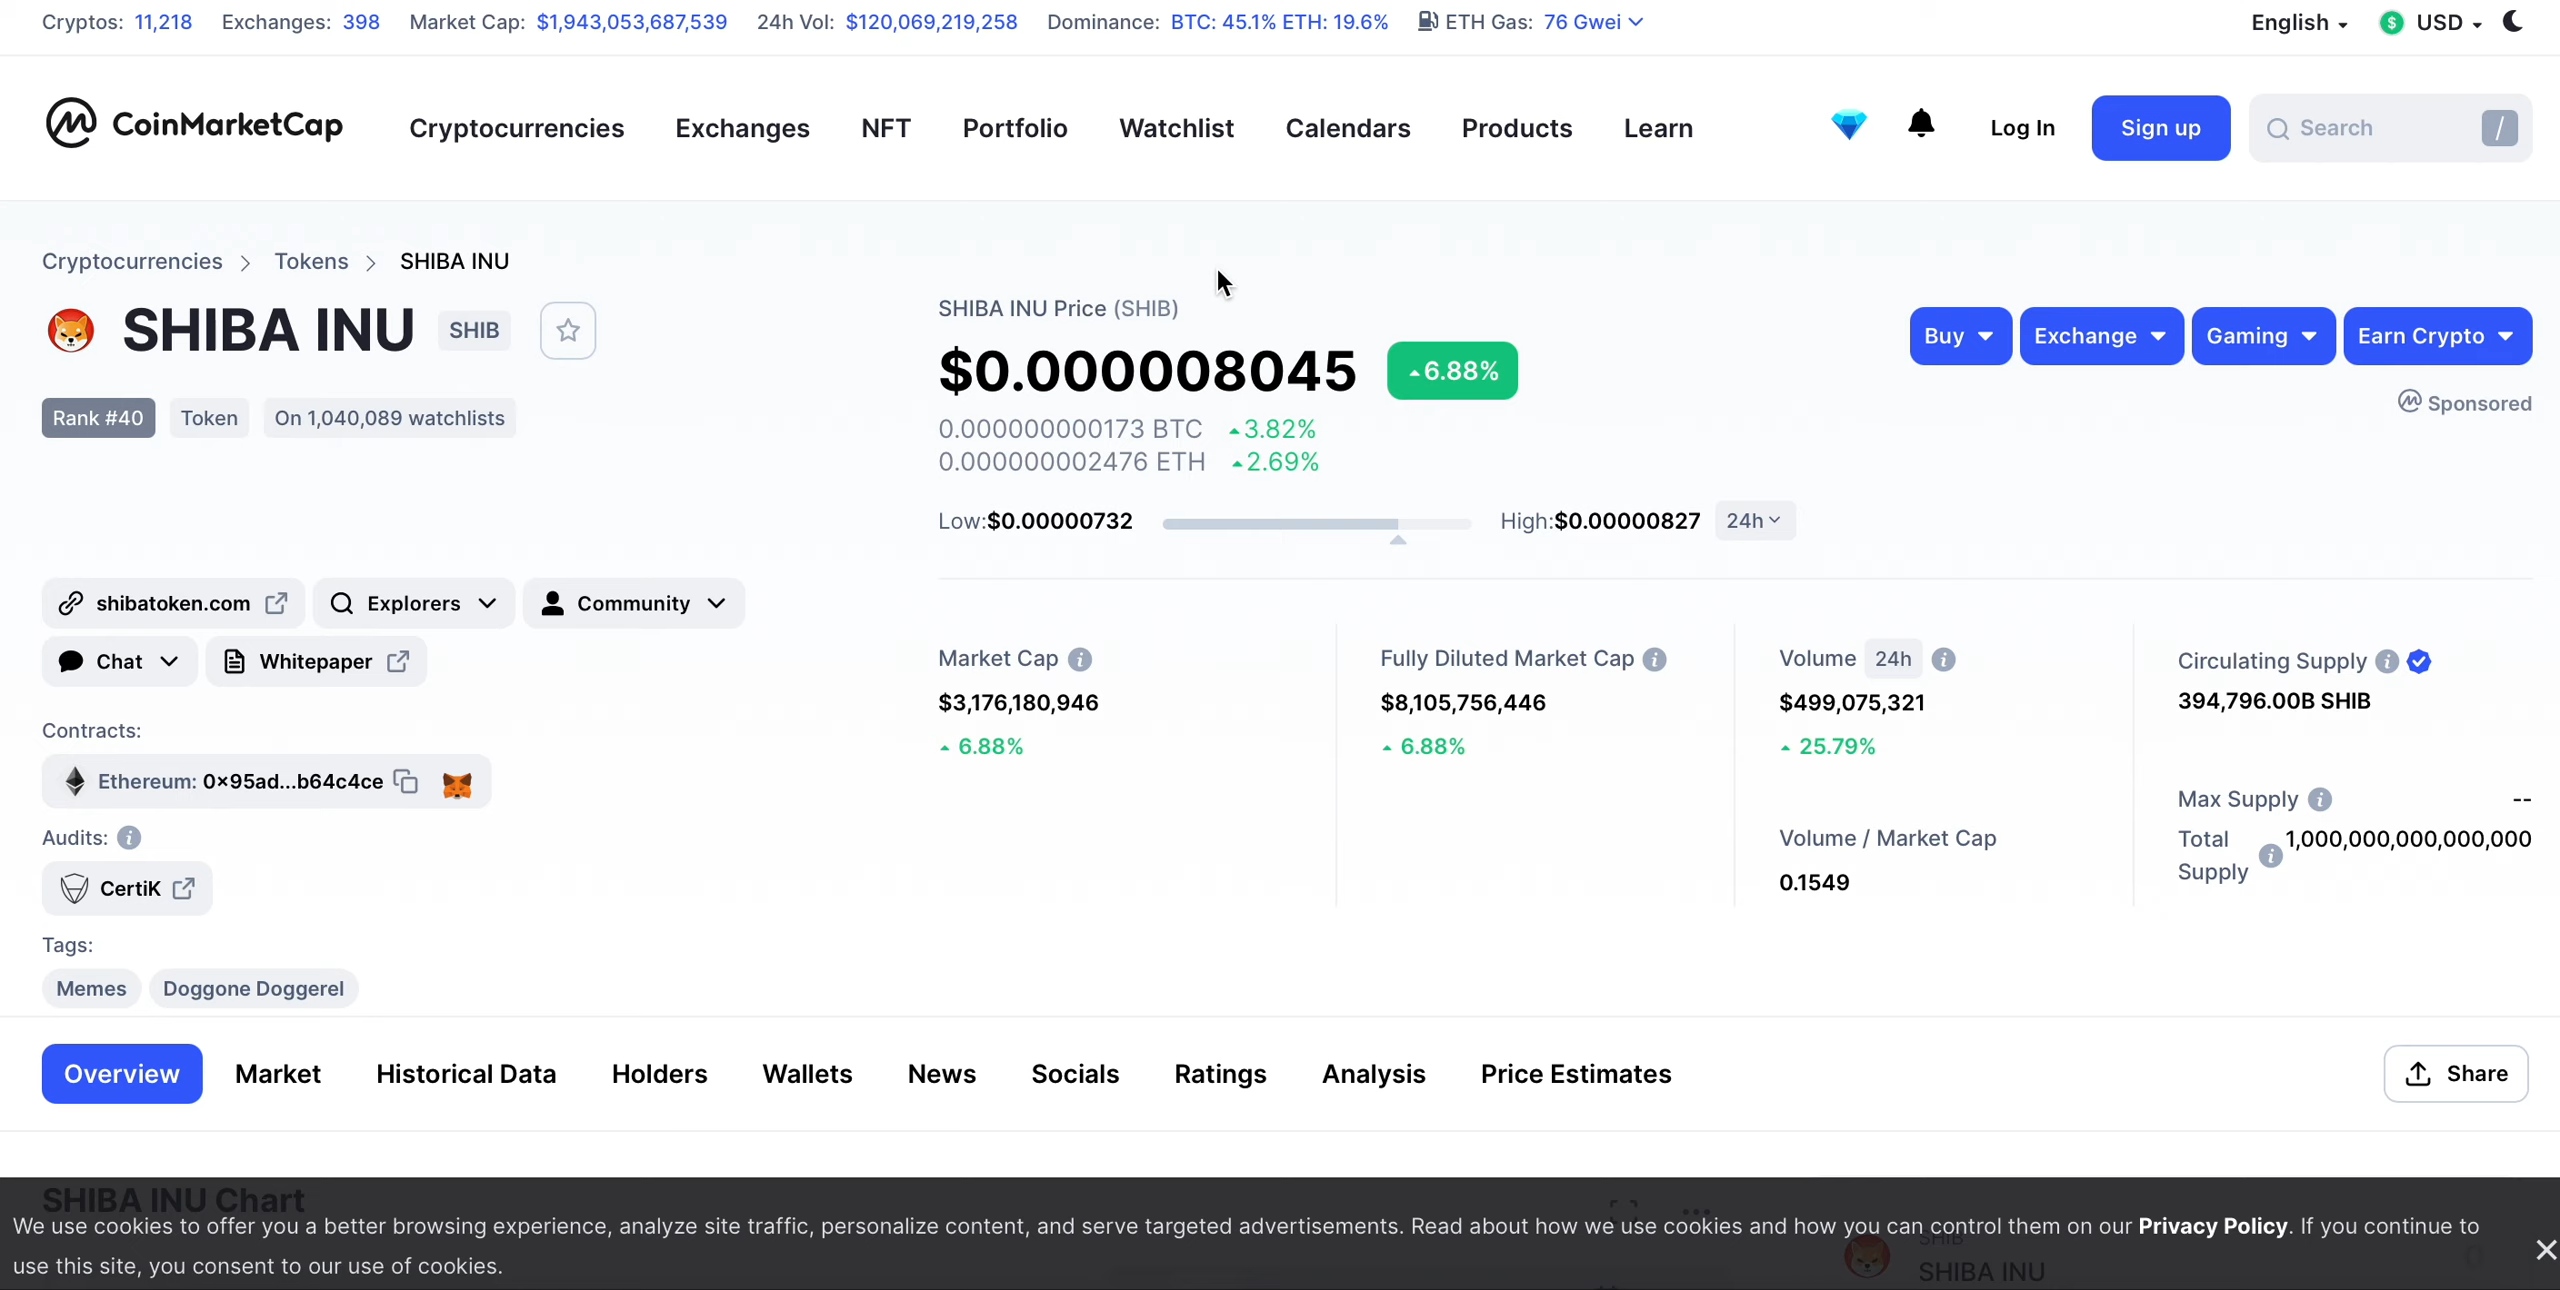 Cryptos: 11,218 Exchanges: 398 Market Cap: $1,943,053,687,539 24h Vol: $120,069,219,258 Dominance: BTC: 45.1% ETH: 19.6% ETH Gas: 76 Gwei English USD
CoinMarketCap Cryptocurrencies Exchanges NFT Portfolio Watchlist Calendars Products Learn Log In Sign up Search /
Cryptocurrencies > Tokens > SHIBA INU
SHIBA INU SHIB
Rank #40 Token On 1,040,089 watchlists
SHIBA INU Price (SHIB)
$0.000008045 6.88%
0.000000000173 BTC 3.82%
0.000000002476 ETH 2.69%
Low:$0.00000732 High:$0.00000827 24h
Buy Exchange Gaming Earn Crypto
Sponsored
shibatoken.com Explorers Community
Chat Whitepaper
Contracts:
Ethereum: 0x95ad...b64c4ce
Audits:
CertiK
Tags:
Memes Doggone Doggerel
Market Cap
$3,176,180,946
6.88%
Fully Diluted Market Cap
$8,105,756,446
6.88%
Volume 24h
$499,075,321
25.79%
Volume / Market Cap
0.1549
Circulating Supply
394,796.00B SHIB
Max Supply --
Total 1,000,000,000,000,000
Supply
Overview Market Historical Data Holders Wallets News Socials Ratings Analysis Price Estimates Share
SHIBA INU Chart
We use cookies to offer you a better browsing experience, analyze site traffic, personalize content, and serve targeted advertisements. Read about how we use cookies and how you can control them on our Privacy Policy. If you continue to
use this site, you consent to our use of cookies.
SHIB
SHIBA INU